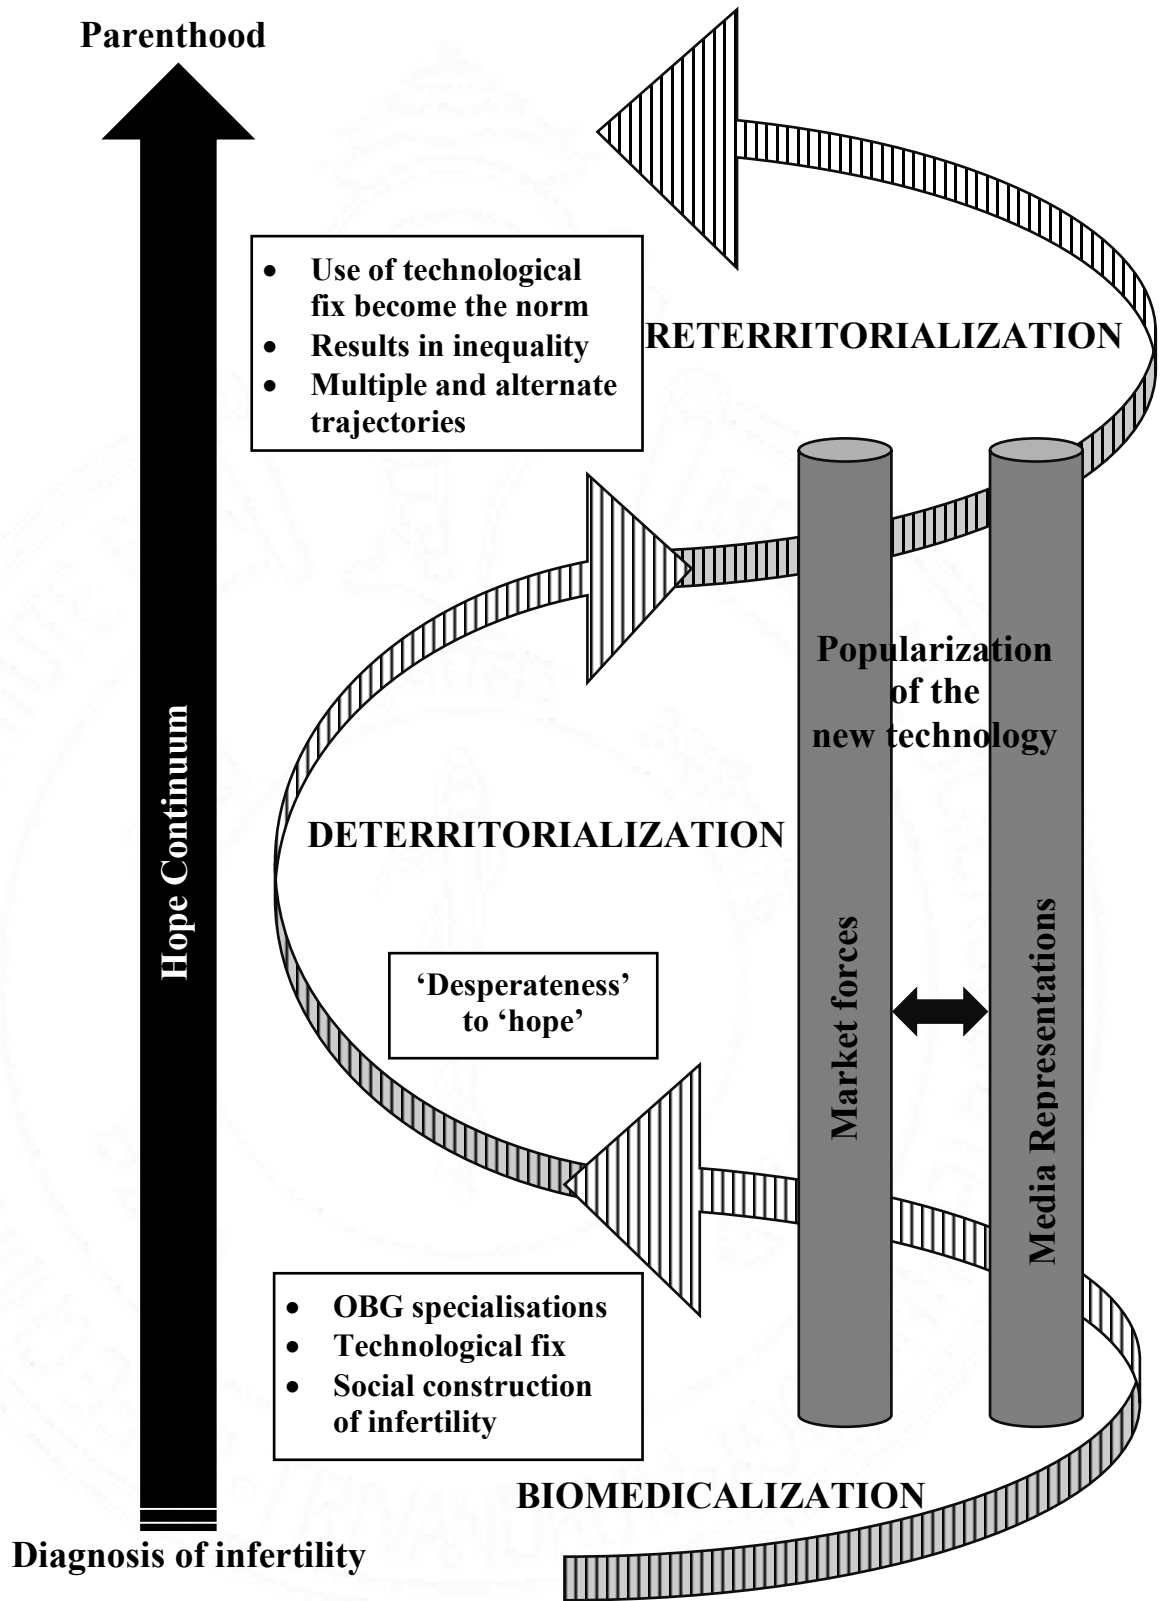 Parenthood
• Use of technological
fix become the norm
• Results in inequality
• Multiple and alternate
trajectories
RETERRITORIALIZATION
Popularization
of the
new technology
Hope Continuum
DETERRITORIALIZATION
Market forces
Media Representations
‘Desperateness’
to ‘hope’
• OBG specialisations
• Technological fix
• Social construction
of infertility
BIOMEDICALIZATION
Diagnosis of infertility